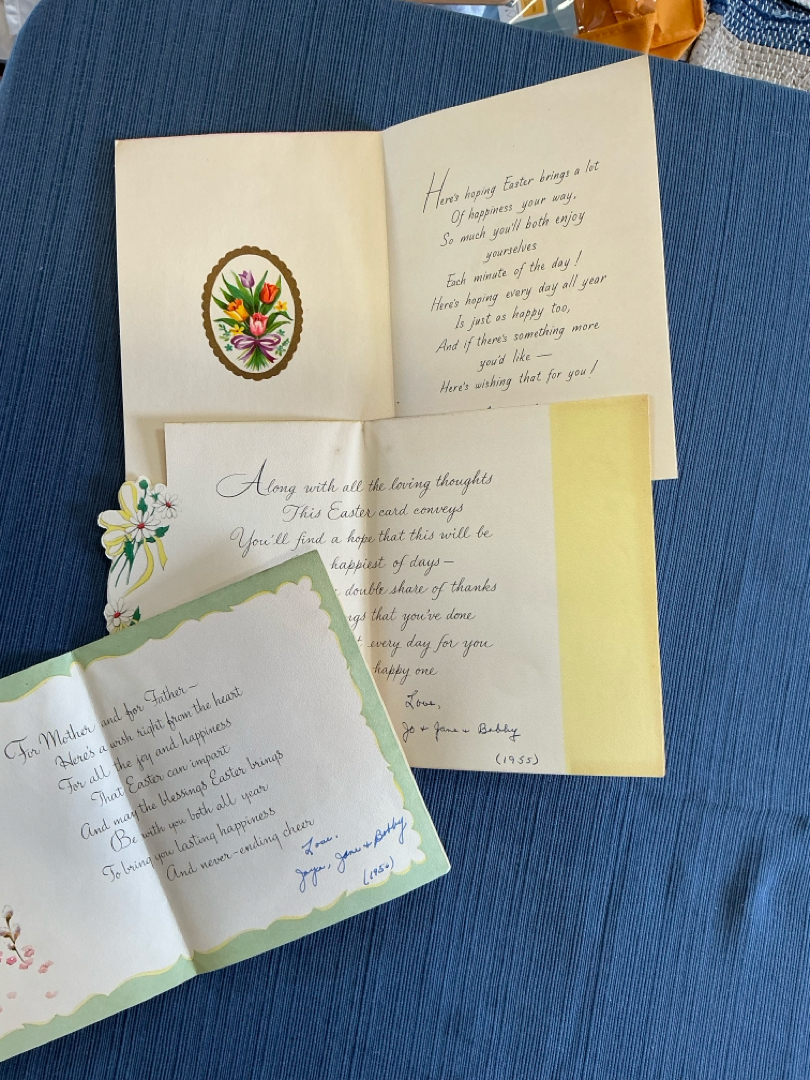 Here's hoping Easter brings a lot
Of happiness your way,
So much you'll both enjoy
yourselves
Each minute of the day!
Here's hoping every day all year
Is just as happy too,
And if there's something more
you'd like —
Here's wishing that for you!
Along with all the loving thoughts
This Easter card conveys
You'll find a hope that this will be
happiest of days—
double share of thanks
that you've done
every day for you
happy one
Love,
Jo + Jane + Bobby
(1955)
For Mother and for Father—
Here's a wish right from the heart
For all the joy and happiness
That Easter can impart
And may the blessings Easter brings
Be with you both all year
To bring you lasting happiness
And never-ending cheer
Love,
Jane + Bobby